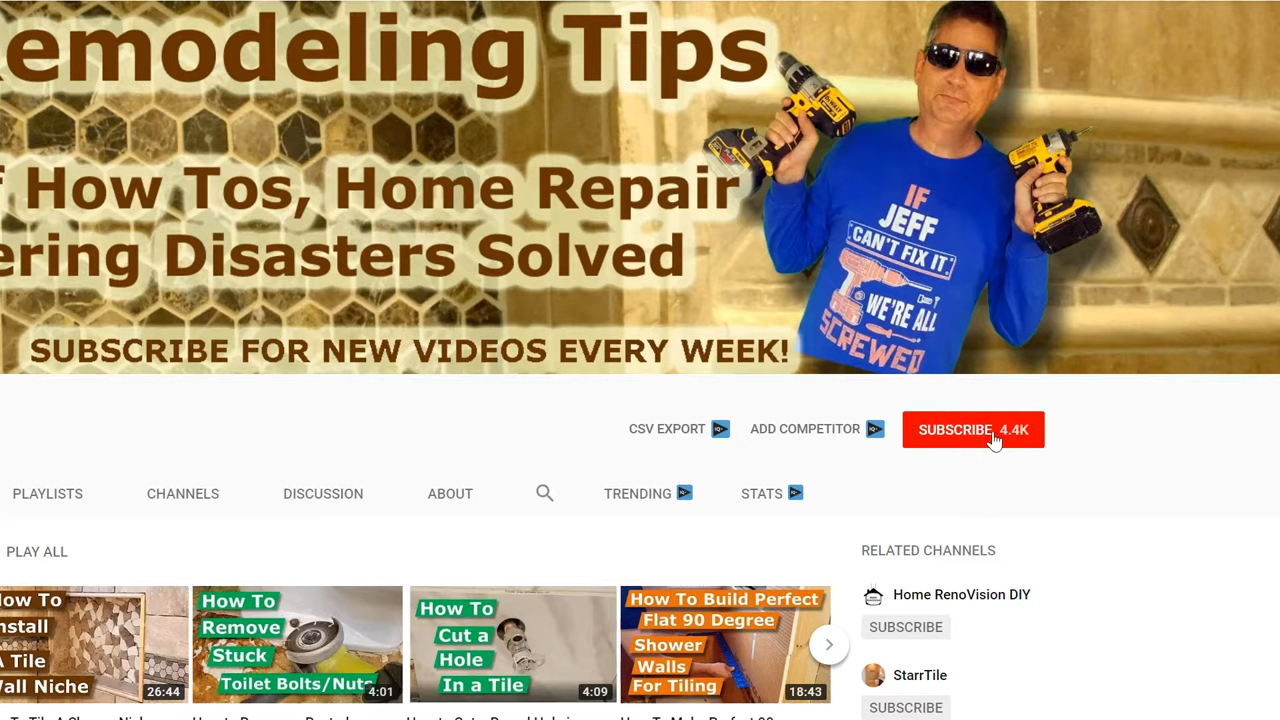 emodeling Tips
f How Tos, Home Repair
ering Disasters Solved
SUBSCRIBE FOR NEW VIDEOS EVERY WEEK!
IF
JEFF
CAN'T FIX IT
WE'RE ALL
SCREWED
CSV EXPORT
ADD COMPETITOR
SUBSCRIBE 4.4K
PLAYLISTS
CHANNELS
DISCUSSION
ABOUT
TRENDING
STATS
PLAY ALL
RELATED CHANNELS
How To
nstall
A Tile
Wall Niche
26:44
How To
Remove
Stuck
Toilet Bolts/Nuts
4:01
How To
Cut a
Hole
In a Tile
4:09
How To Build Perfect
Flat 90 Degree
Shower
Walls
For Tiling
18:43
Home RenoVision DIY
SUBSCRIBE
StarrTile
SUBSCRIBE